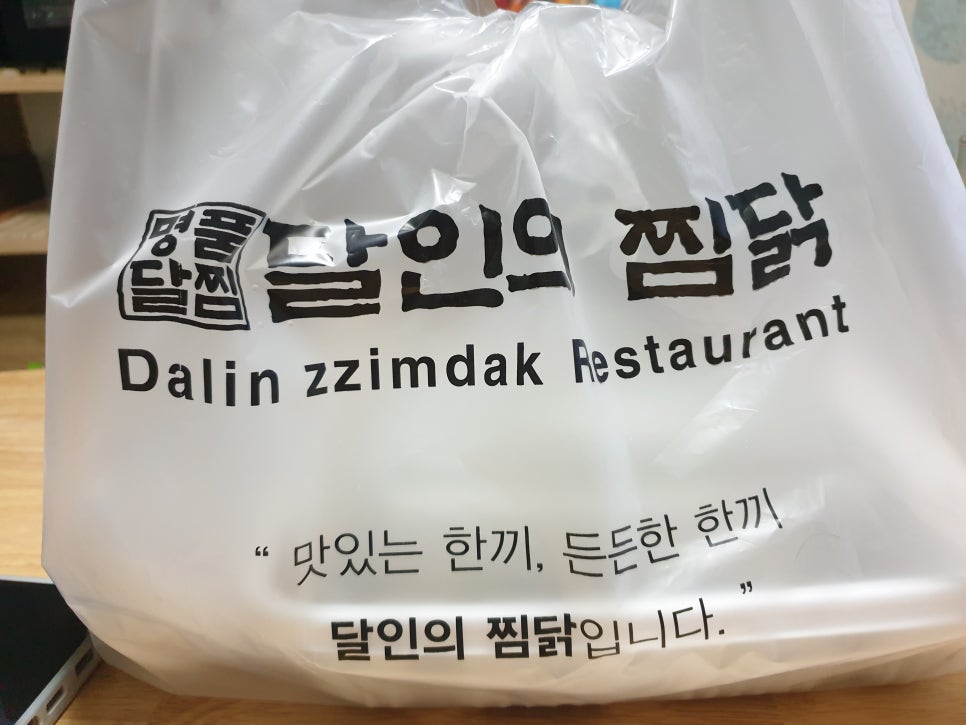 명품
달찜
달인의 찜닭
Dalin zzimdak Restaurant
“ 맛있는 한끼, 든든한 한끼
달인의 찜닭입니다. ”